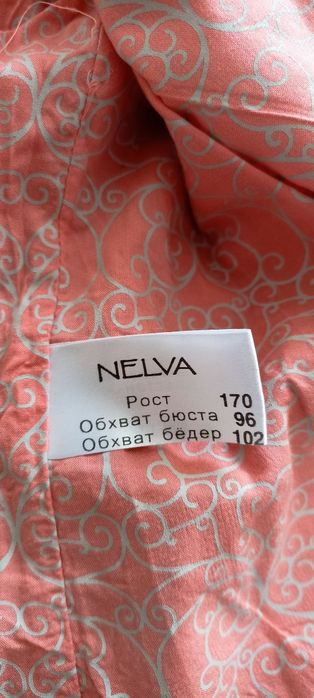 NELVA
Рост 170
Обхват бюста 96
Обхват бёдер 102